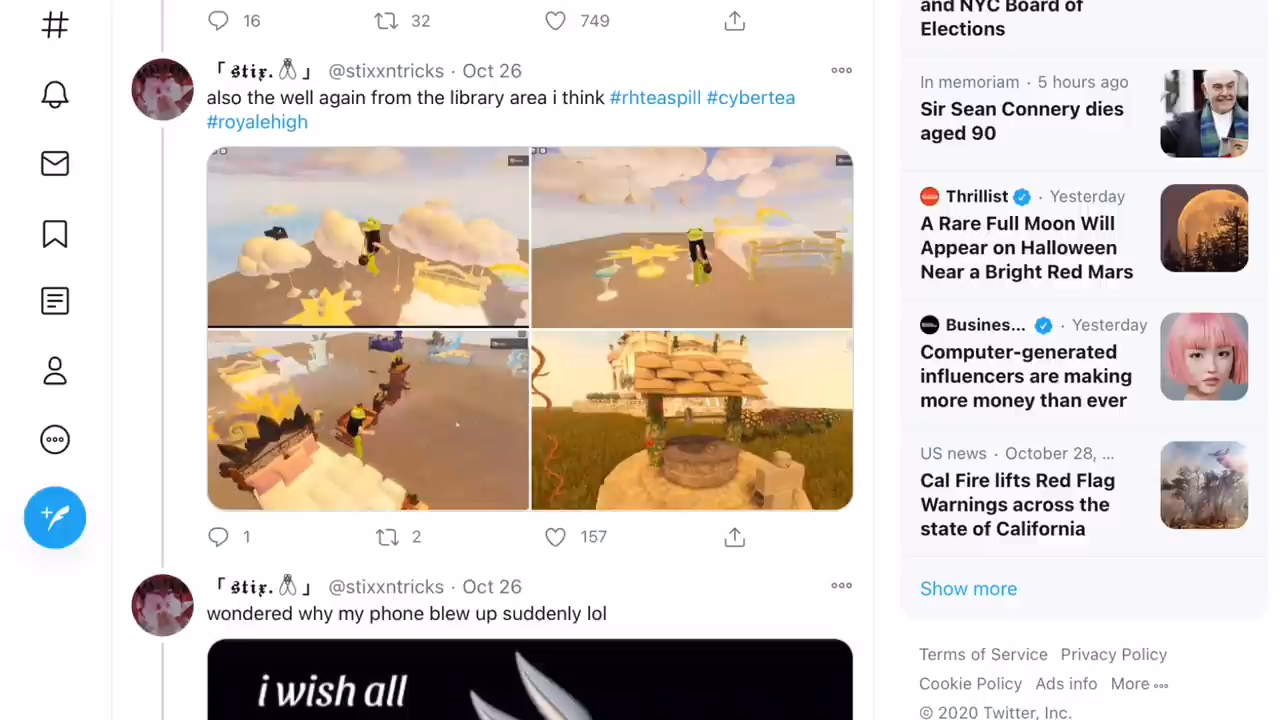 16
32
749
「 𝖘𝖙𝖎𝖝. 」 @stixxntricks · Oct 26
also the well again from the library area i think #rhteaspill #cybertea
#royalehigh
1
2
157
「 𝖘𝖙𝖎𝖝. 」 @stixxntricks · Oct 26
wondered why my phone blew up suddenly lol
i wish all
and NYC Board of
Elections
In memoriam · 5 hours ago
Sir Sean Connery dies
aged 90
Thrillist · Yesterday
A Rare Full Moon Will
Appear on Halloween
Near a Bright Red Mars
Busines... · Yesterday
Computer-generated
influencers are making
more money than ever
US news · October 28, ...
Cal Fire lifts Red Flag
Warnings across the
state of California
Show more
Terms of Service Privacy Policy
Cookie Policy Ads info More
© 2020 Twitter, Inc.